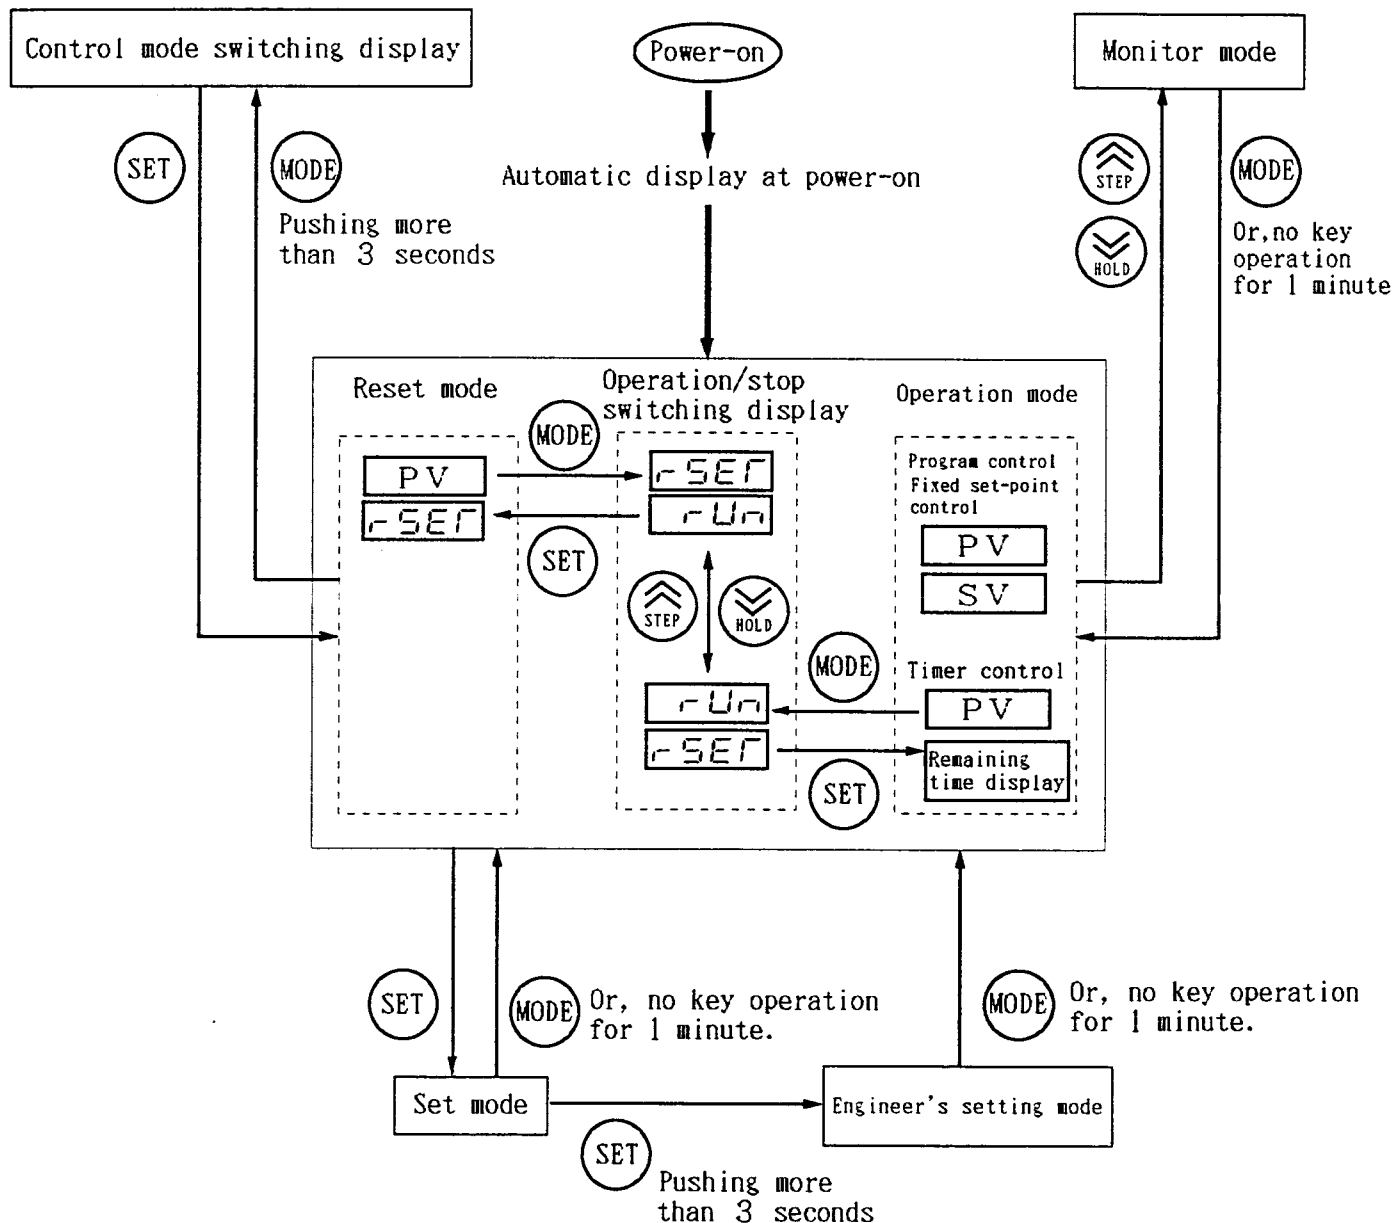 Control mode switching display
Power-on
Monitor mode
SET
MODE
Pushing more
than 3 seconds
Automatic display at power-on
STEP
HOLD
MODE
Or,no key
operation
for 1 minute
Reset mode
Operation/stop
switching display
Operation mode
MODE
PV
rSET
SET
rSET
rUn
STEP
HOLD
rUn
rSET
Program control
Fixed set-point
control
PV
SV
MODE
Timer control
PV
Remaining
time display
SET
SET
MODE
Or, no key operation
for 1 minute.
MODE
Or, no key operation
for 1 minute.
Set mode
Engineer's setting mode
SET
Pushing more
than 3 seconds